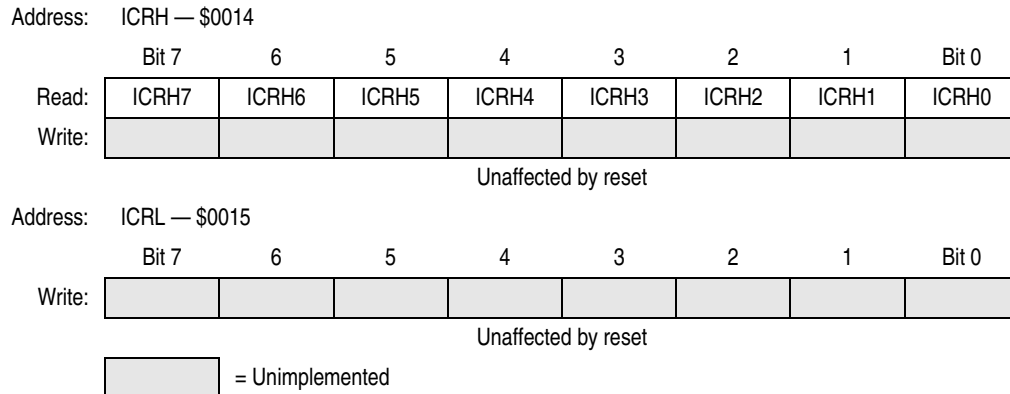 Address: ICRH — $0014
Bit 7 6 5 4 3 2 1 Bit 0
Read: ICRH7 ICRH6 ICRH5 ICRH4 ICRH3 ICRH2 ICRH1 ICRH0
Write:
Unaffected by reset
Address: ICRL — $0015
Bit 7 6 5 4 3 2 1 Bit 0
Write:
Unaffected by reset
= Unimplemented